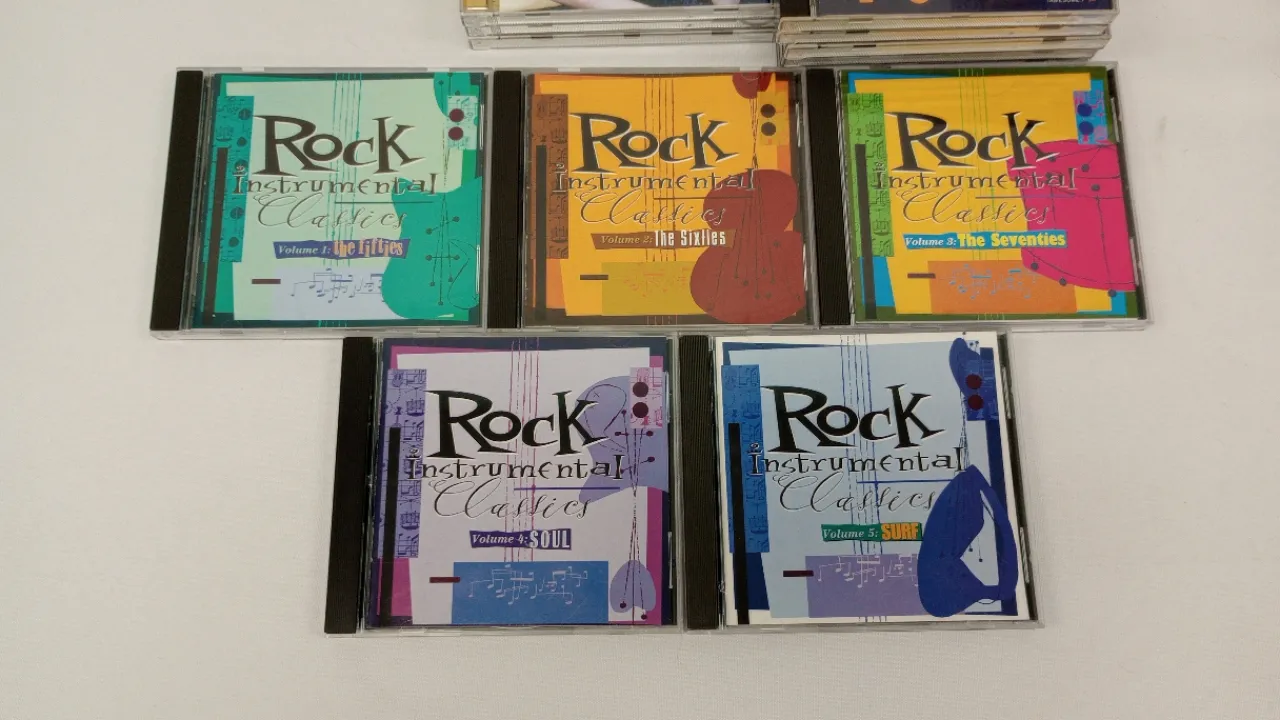 Rock
Instrumental
Classics
Volume 1: The Fifties
Rock
Instrumental
Classics
Volume 2: The Sixties
Rock
Instrumental
Classics
Volume 3: The Seventies
Rock
Instrumental
Classics
Volume 4: SOUL
Rock
Instrumental
Classics
Volume 5: SURF